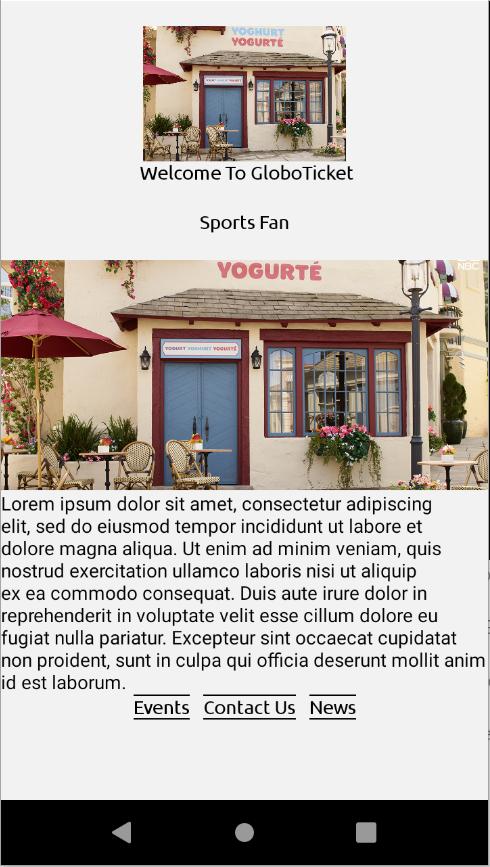 YOGHURT
YOGURTÉ
Welcome To GloboTicket
Sports Fan
YOGURTÉ
NBC
YOGURT YOGHURT YOGURTÉ
Lorem ipsum dolor sit amet, consectetur adipiscing
elit, sed do eiusmod tempor incididunt ut labore et
dolore magna aliqua. Ut enim ad minim veniam, quis
nostrud exercitation ullamco laboris nisi ut aliquip
ex ea commodo consequat. Duis aute irure dolor in
reprehenderit in voluptate velit esse cillum dolore eu
fugiat nulla pariatur. Excepteur sint occaecat cupidatat
non proident, sunt in culpa qui officia deserunt mollit anim
id est laborum.
Events Contact Us News